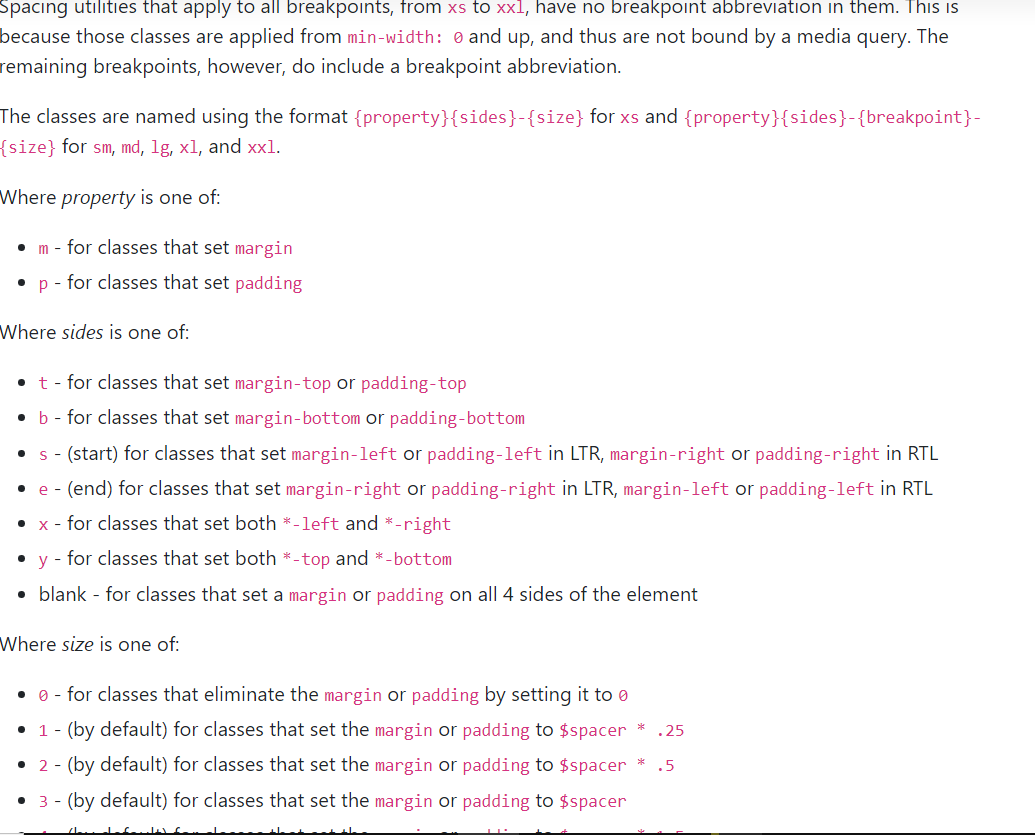 Spacing utilities that apply to all breakpoints, from xs to xxl, have no breakpoint abbreviation in them. This is
because those classes are applied from min-width: 0 and up, and thus are not bound by a media query. The
remaining breakpoints, however, do include a breakpoint abbreviation.
The classes are named using the format {property}{sides}-{size} for xs and {property}{sides}-{breakpoint}-
{size} for sm, md, lg, xl, and xxl.
Where property is one of:
• m - for classes that set margin
• p - for classes that set padding
Where sides is one of:
• t - for classes that set margin-top or padding-top
• b - for classes that set margin-bottom or padding-bottom
• s - (start) for classes that set margin-left or padding-left in LTR, margin-right or padding-right in RTL
• e - (end) for classes that set margin-right or padding-right in LTR, margin-left or padding-left in RTL
• x - for classes that set both *-left and *-right
• y - for classes that set both *-top and *-bottom
• blank - for classes that set a margin or padding on all 4 sides of the element
Where size is one of:
• 0 - for classes that eliminate the margin or padding by setting it to 0
• 1 - (by default) for classes that set the margin or padding to $spacer * .25
• 2 - (by default) for classes that set the margin or padding to $spacer * .5
• 3 - (by default) for classes that set the margin or padding to $spacer